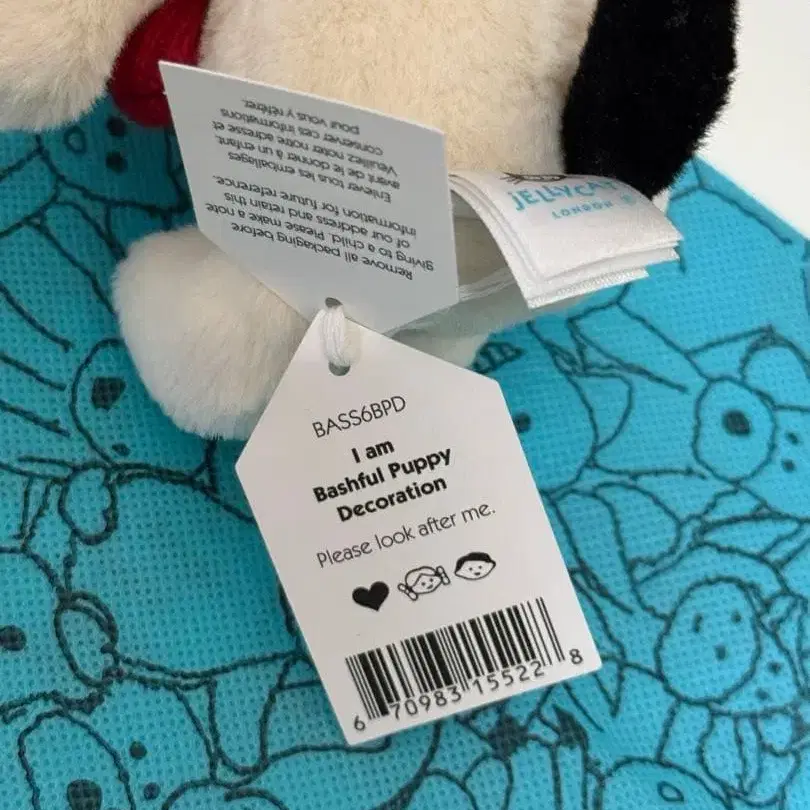 Remove all packaging before
giving to a child. Please make a note
of our address and retain this
information for future reference.
Enlever tous les emballages
avant de le donner à un enfant.
Veuillez noter notre adresse et
conserver ces informations
pour vous y référer.
JELLYCAT
LONDON
BASS6BPD
I am
Bashful Puppy
Decoration
Please look after me.
6 70983 15522 8